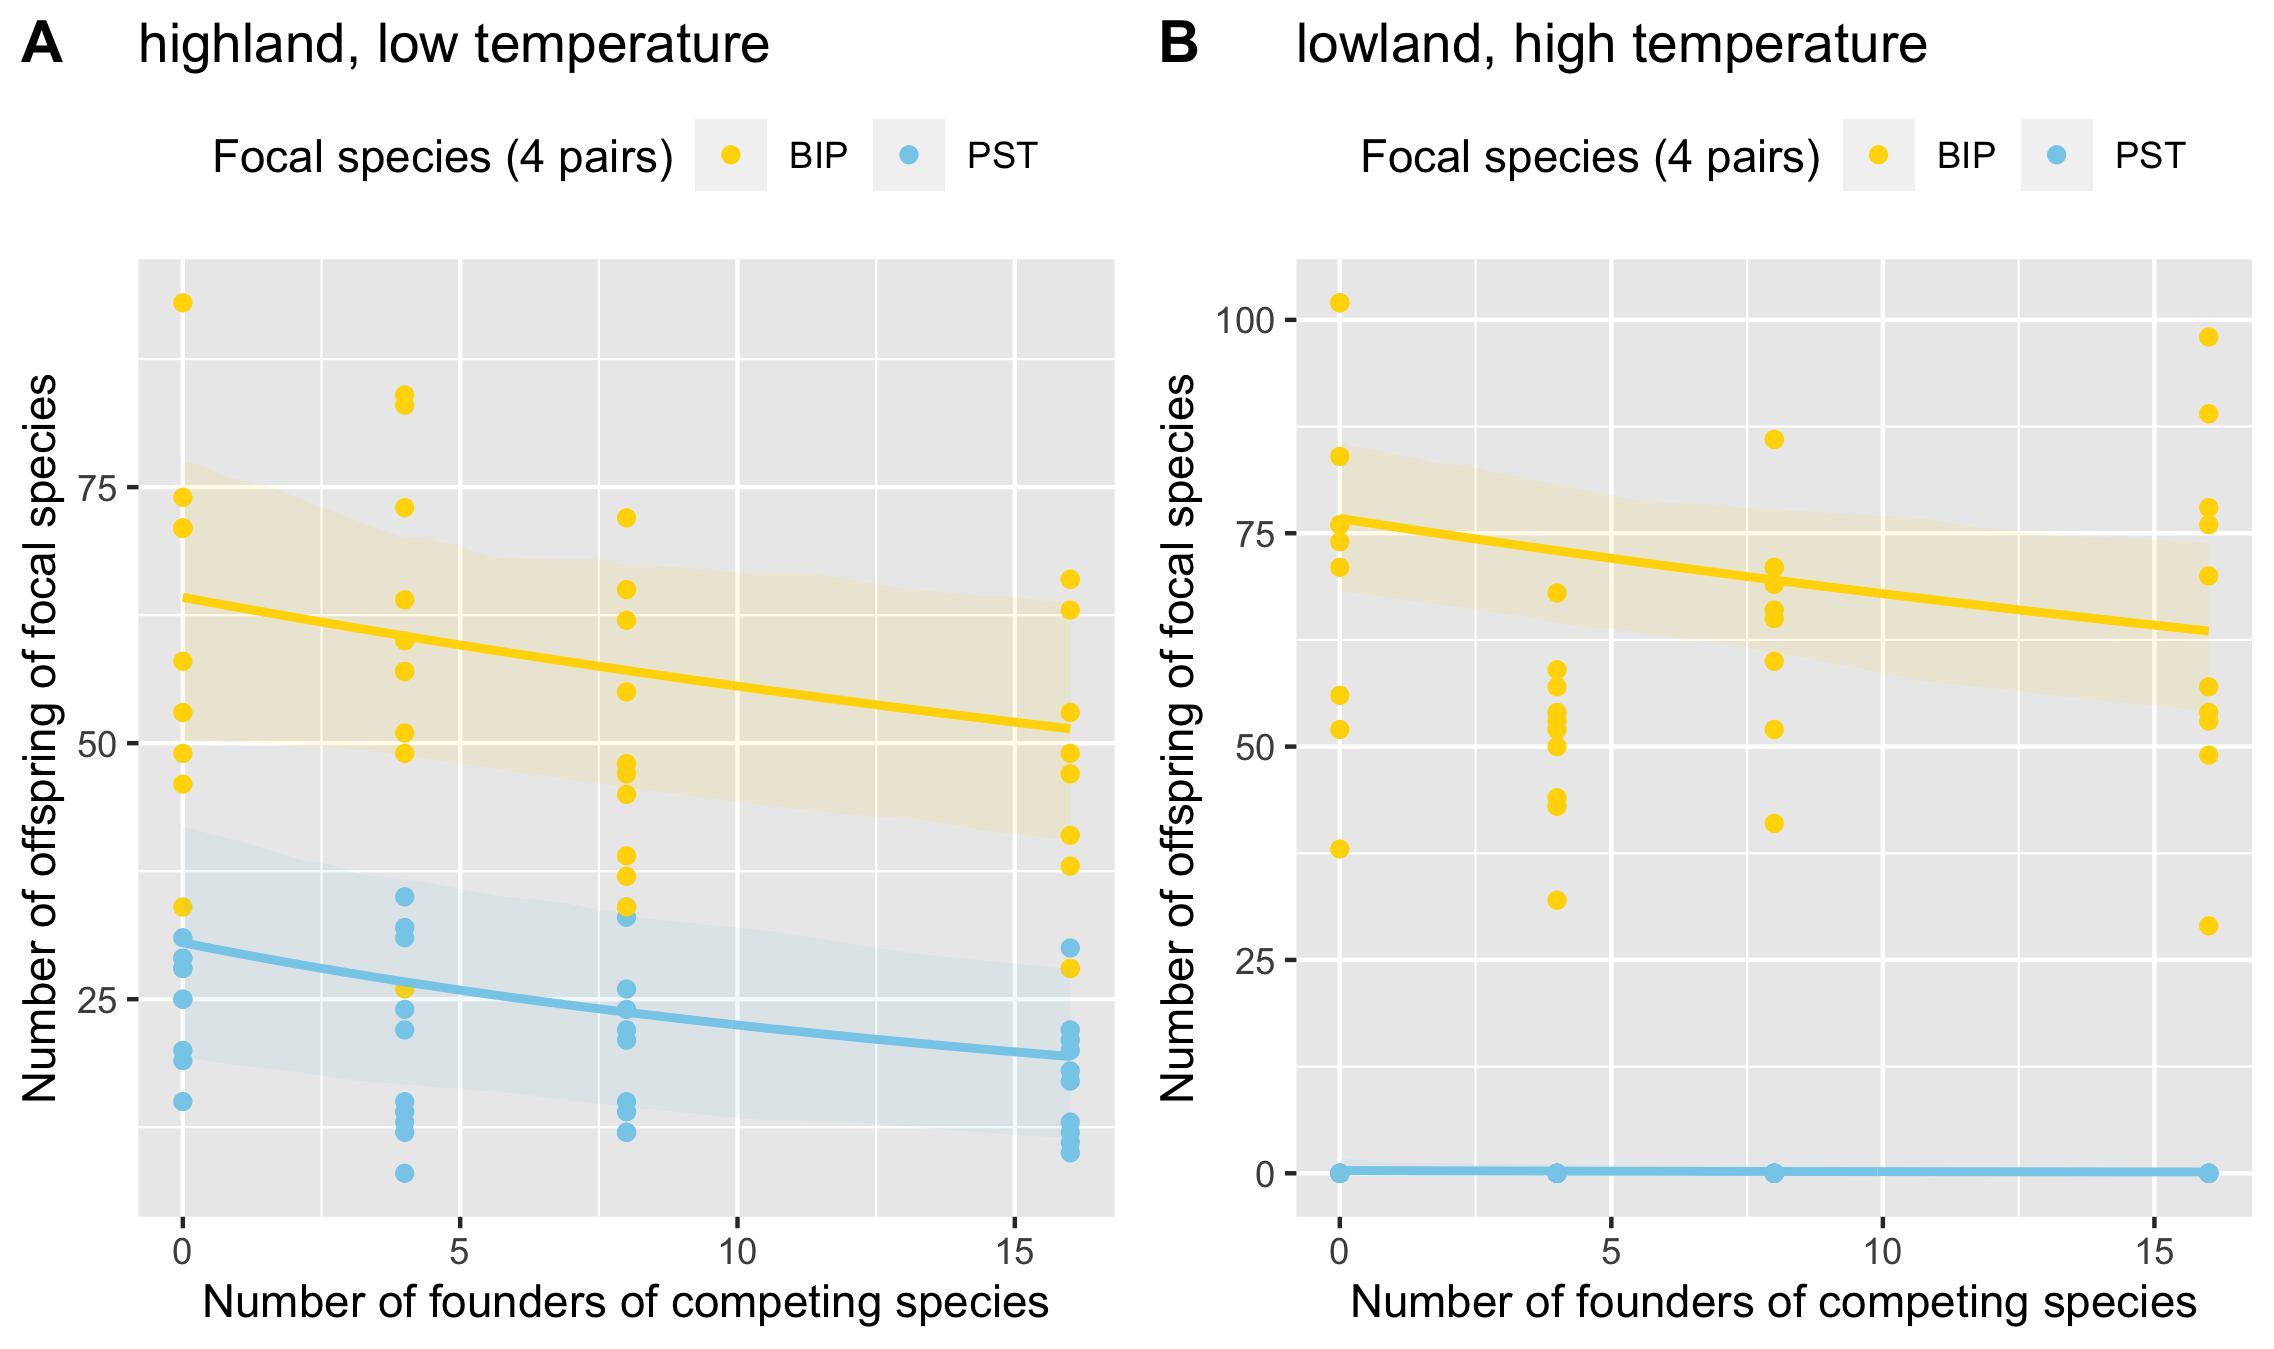 A highland, low temperature
Focal species (4 pairs) BIP PST
Number of offspring of focal species
75
50
25
0 5 10 15
Number of founders of competing species
B lowland, high temperature
Focal species (4 pairs) BIP PST
Number of offspring of focal species
100
75
50
25
0
0 5 10 15
Number of founders of competing species